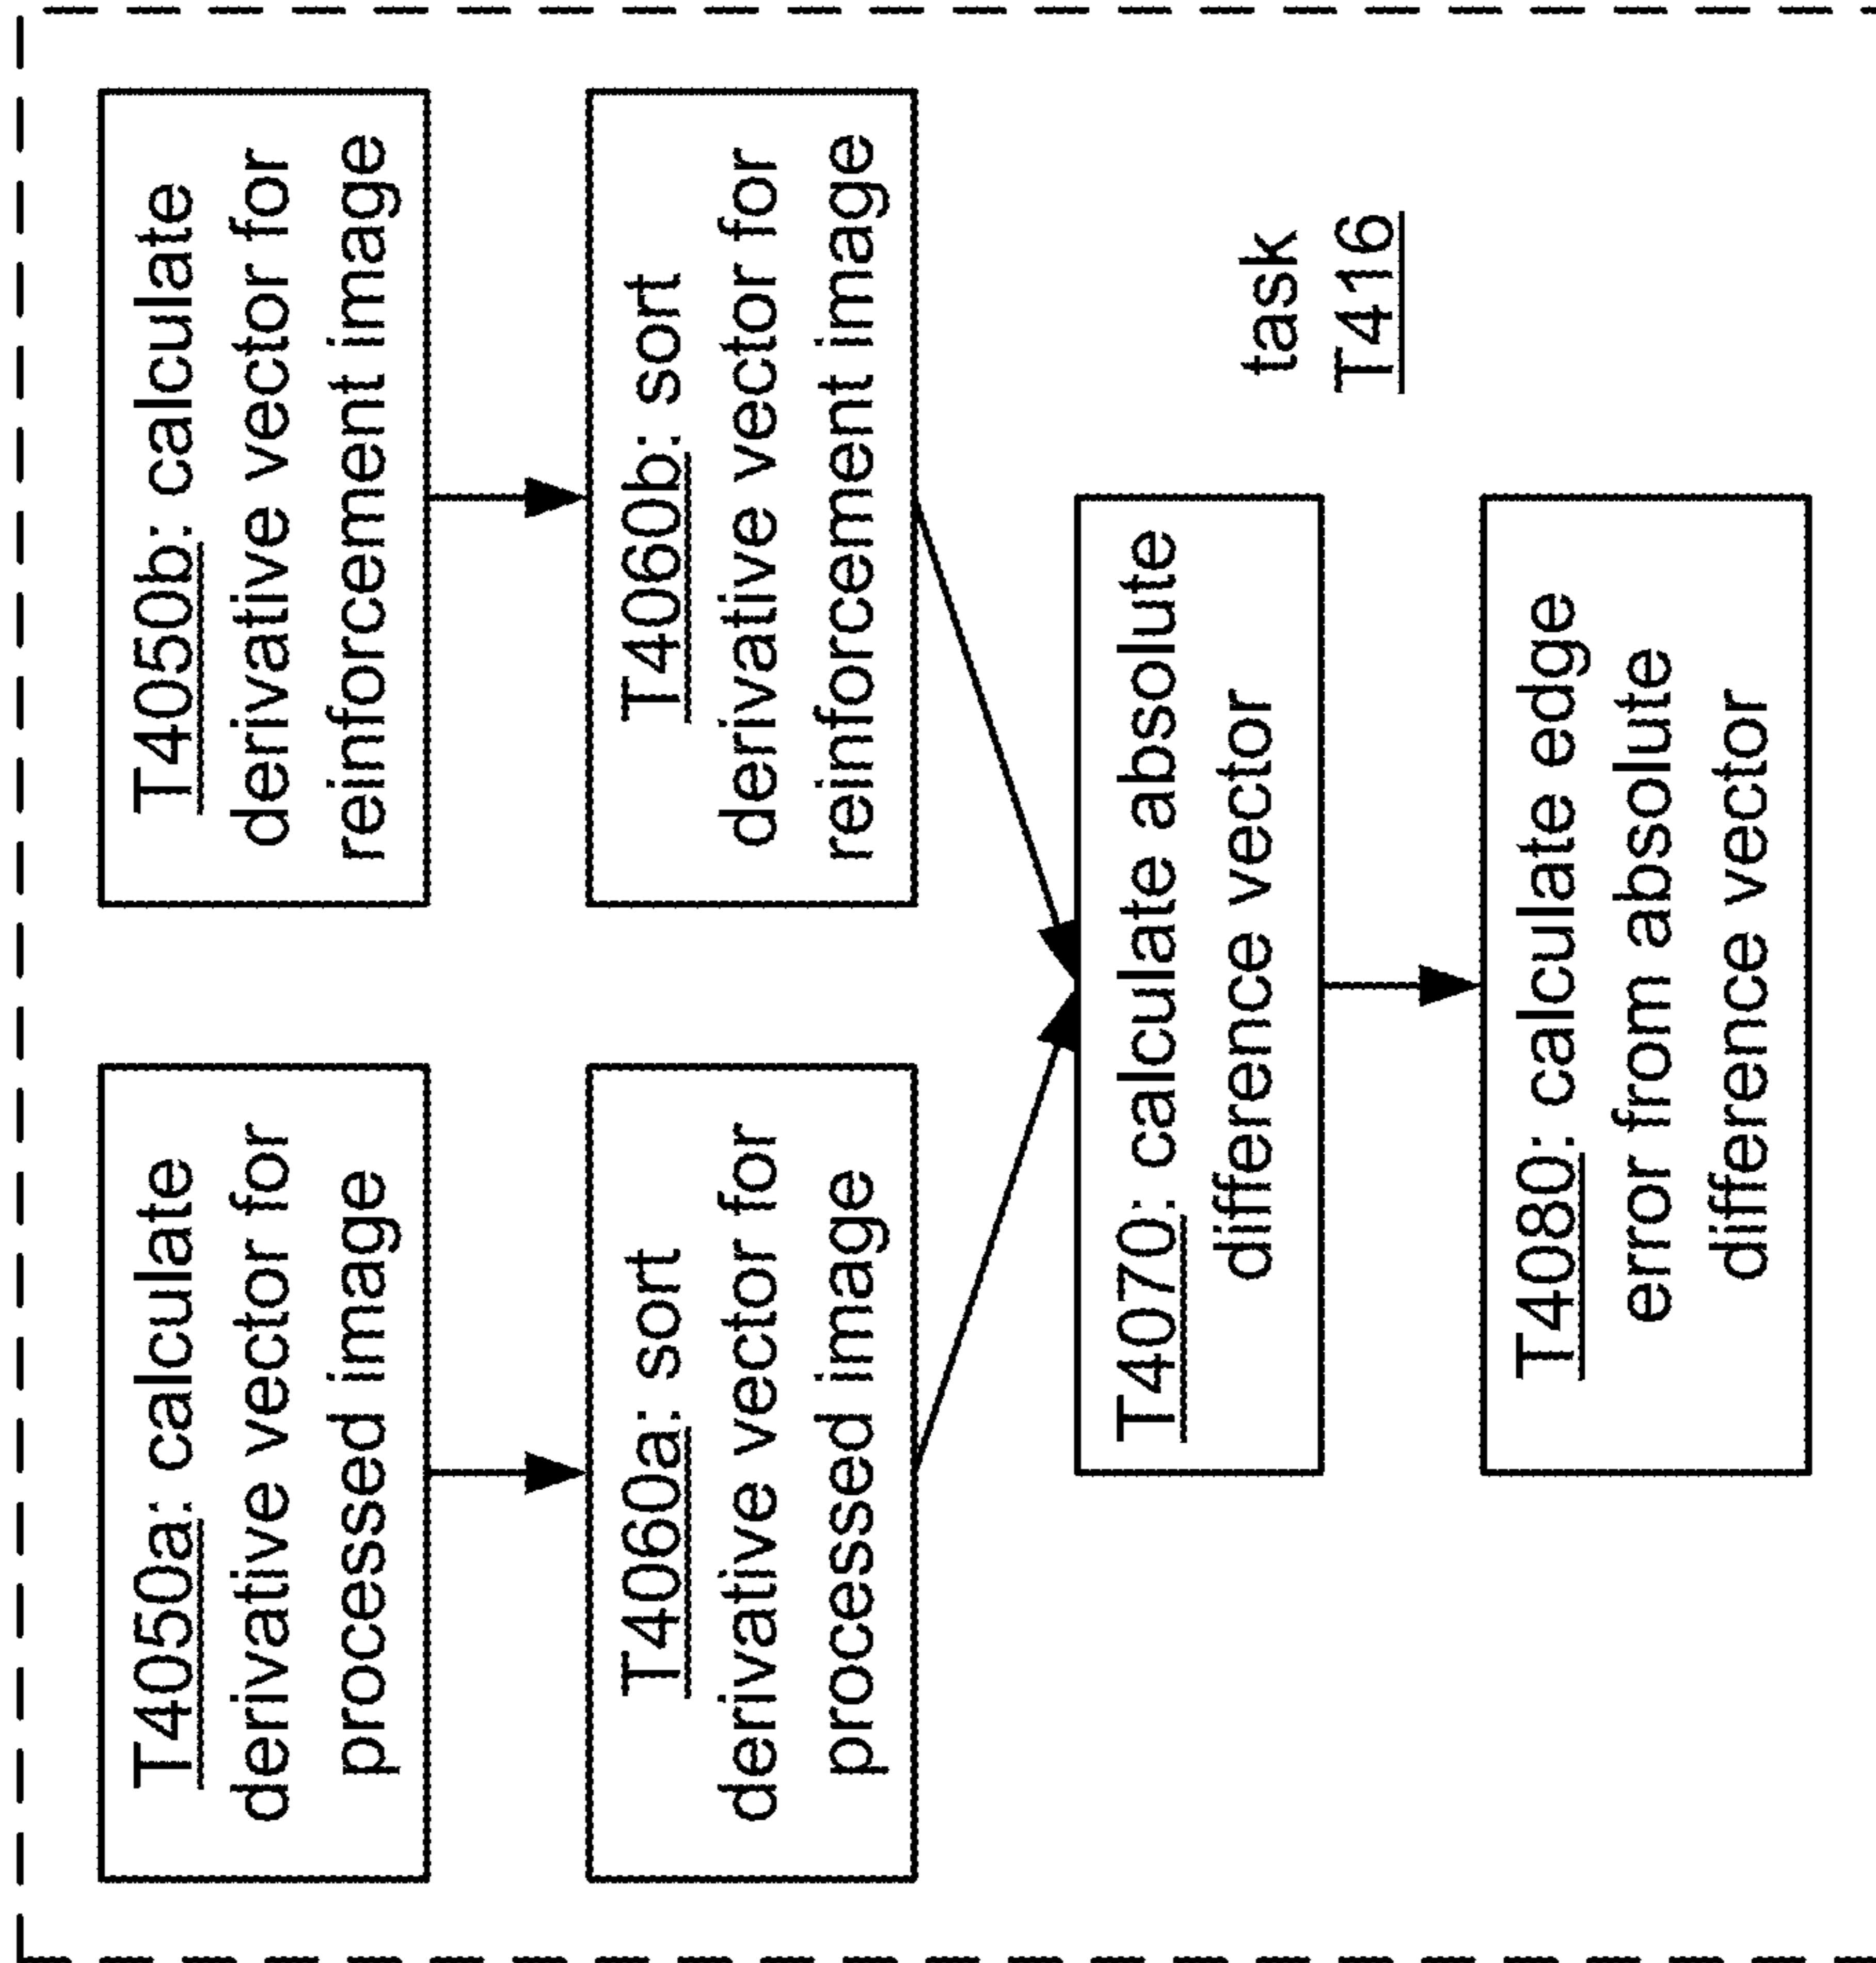 T4050a: calculate
derivative vector for
processed image
T4050b: calculate
derivative vector for
reinforcement image
T4060a: sort
derivative vector for
processed image
T4060b: sort
derivative vector for
reinforcement image
T4070: calculate absolute
difference vector
task
T416
T4080: calculate edge
error from absolute
difference vector